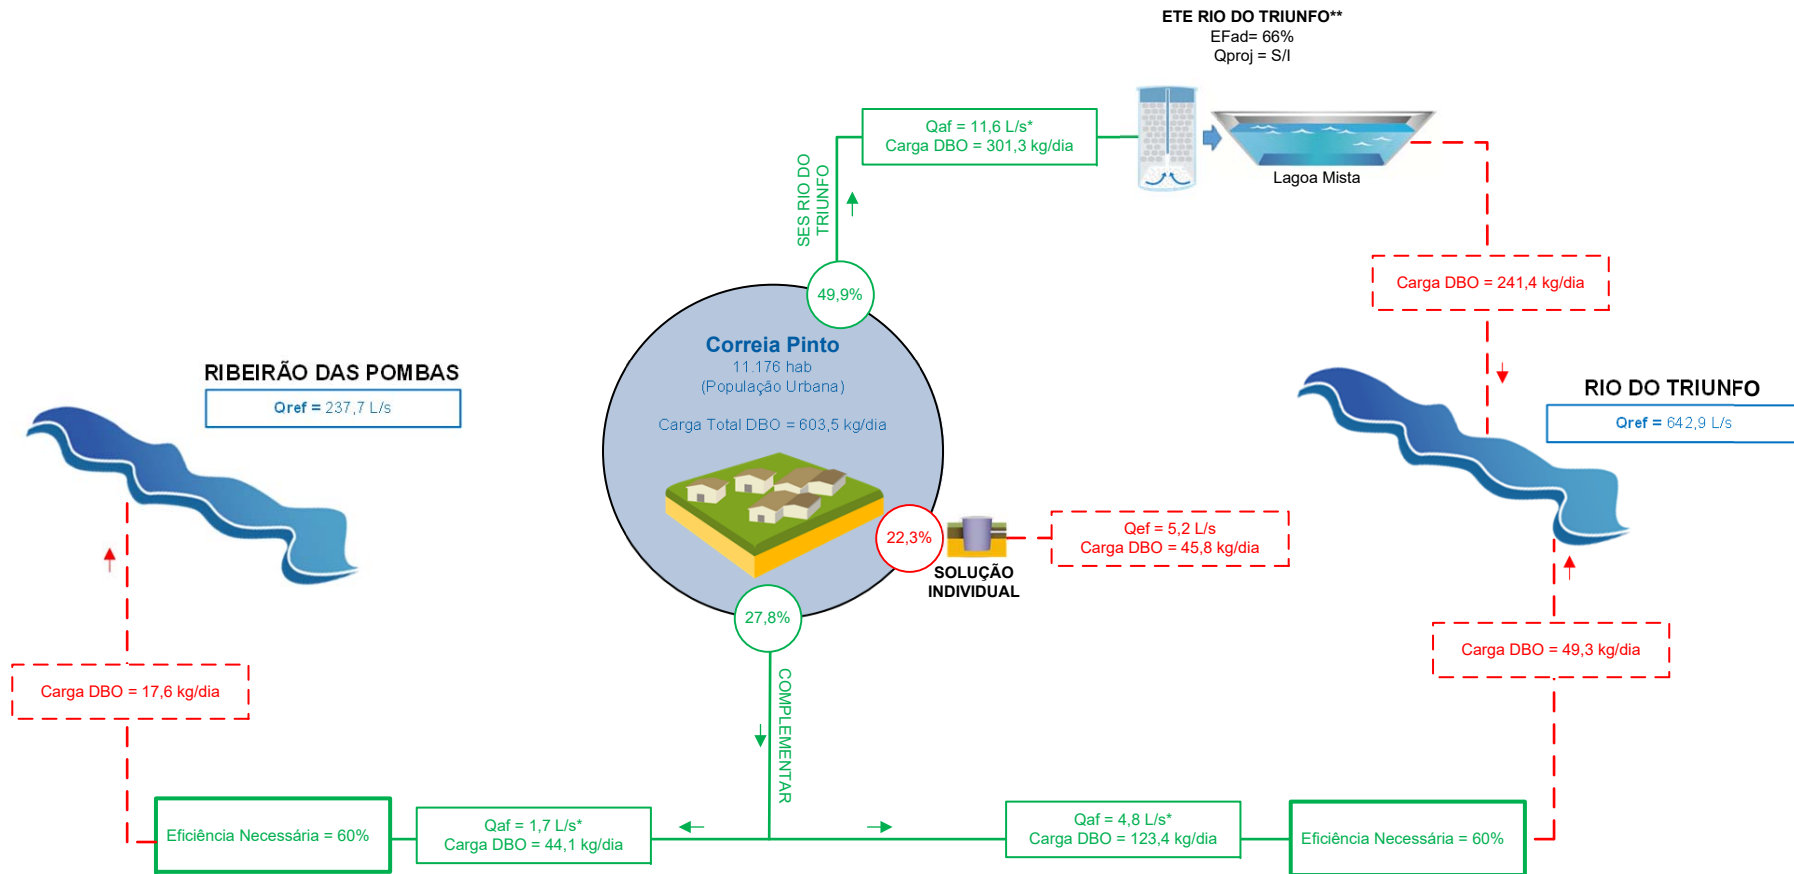 ETE RIO DO TRIUNFO**
EFad= 66%
Qproj = S/I
Qaf = 11,6 L/s*
Carga DBO = 301,3 kg/dia
Lagoa Mista
SES RIO DO
TRIUNFO
49,9%
Carga DBO = 241,4 kg/dia
Correia Pinto
11.176 hab
(População Urbana)
Carga Total DBO = 603,5 kg/dia
RIBEIRÃO DAS POMBAS
Qref = 237,7 L/s
RIO DO TRIUNFO
Qref = 642,9 L/s
22,3%
SOLUÇÃO
INDIVIDUAL
Qef = 5,2 L/s
Carga DBO = 45,8 kg/dia
27,8%
COMPLEMENTAR
Carga DBO = 17,6 kg/dia
Carga DBO = 49,3 kg/dia
Eficiência Necessária = 60%
Qaf = 1,7 L/s*
Carga DBO = 44,1 kg/dia
Qaf = 4,8 L/s*
Carga DBO = 123,4 kg/dia
Eficiência Necessária = 60%